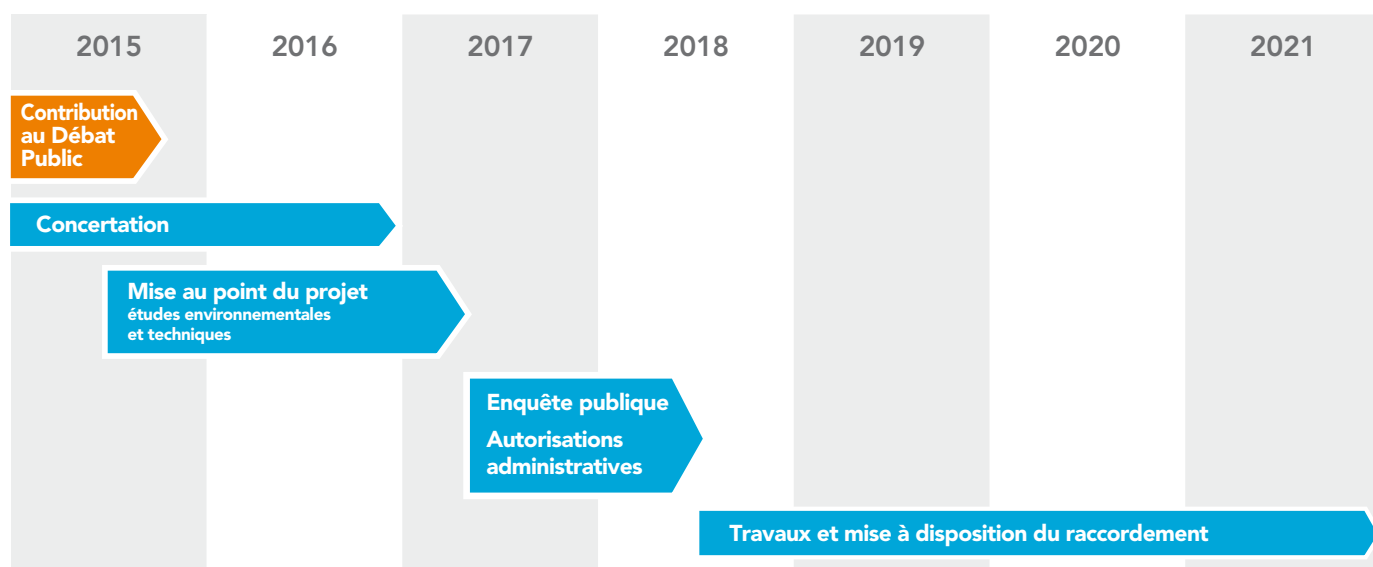 2015 2016 2017 2018 2019 2020 2021
Contribution
au Débat
Public
Concertation
Mise au point du projet
études environnementales
et techniques
Enquête publique
Autorisations
administratives
Travaux et mise à disposition du raccordement